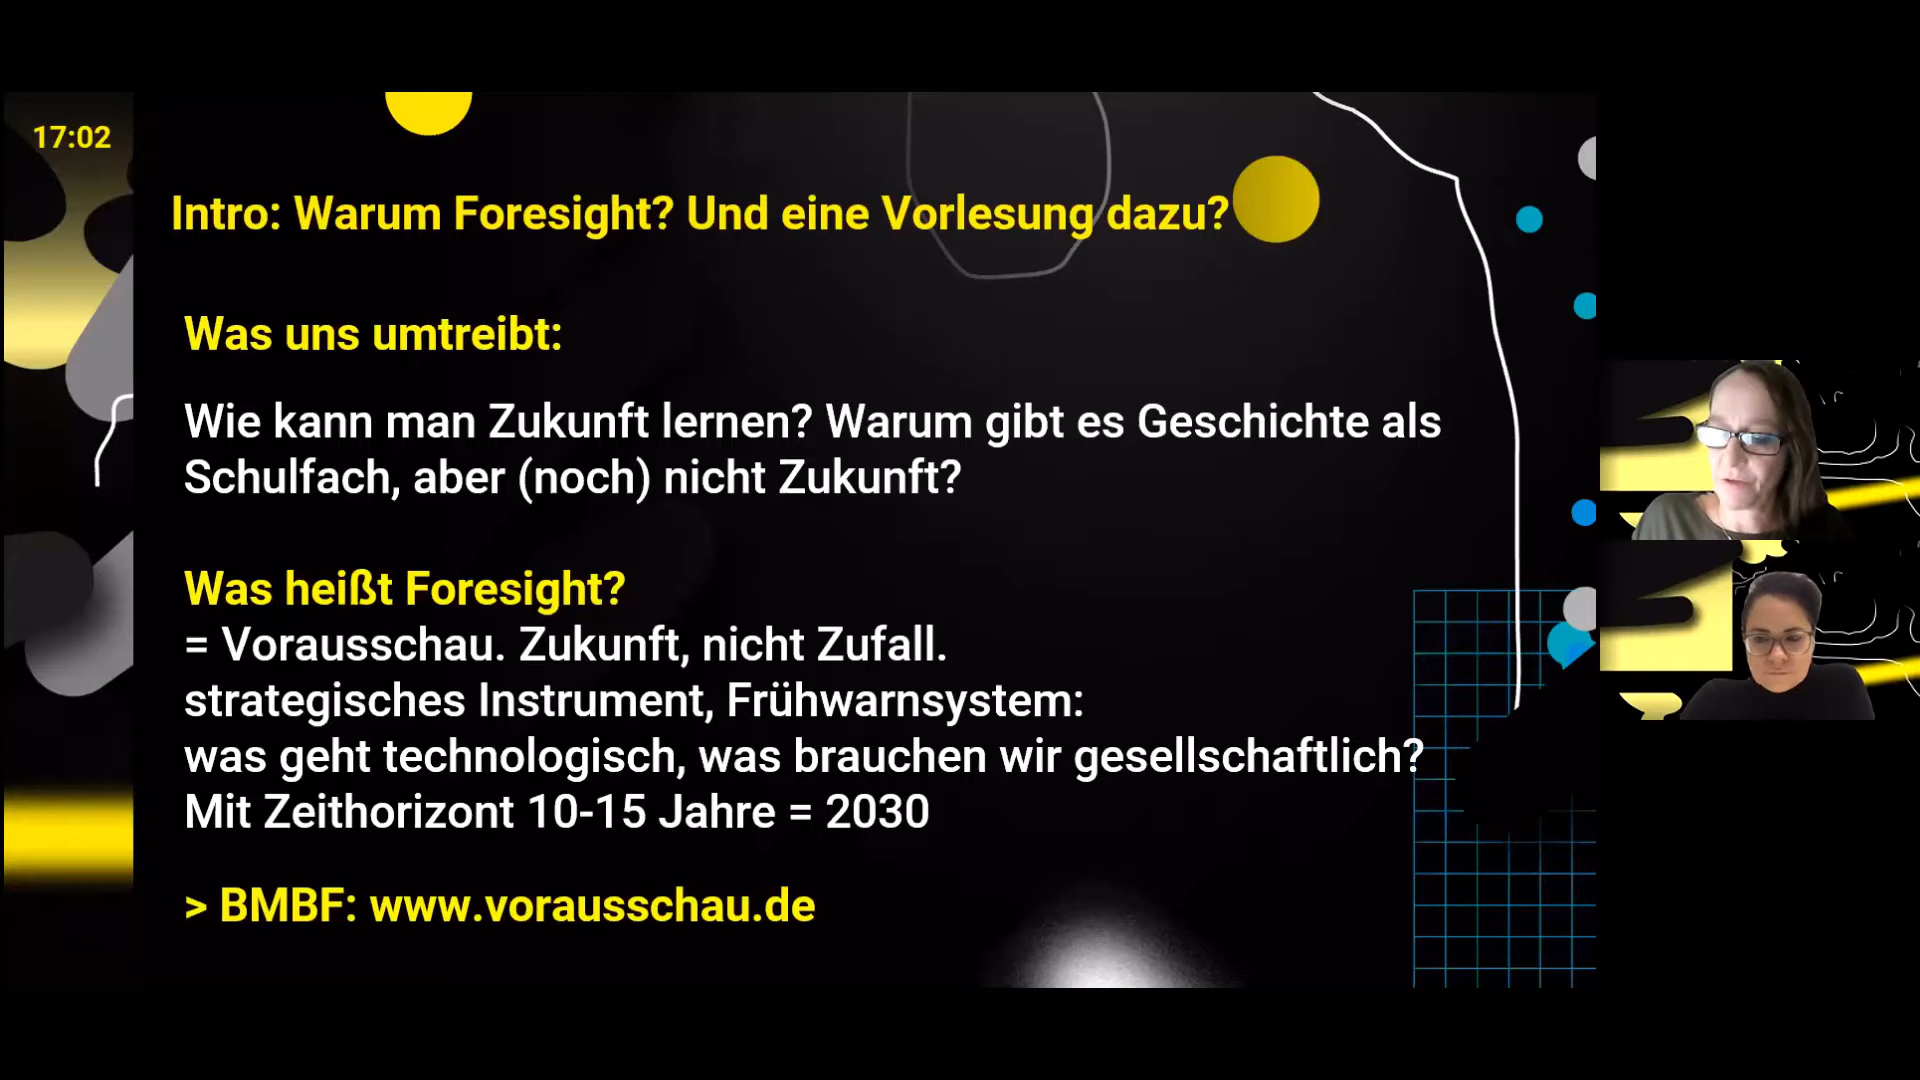 17:02
Intro: Warum Foresight? Und eine Vorlesung dazu?
Was uns umtreibt:
Wie kann man Zukunft lernen? Warum gibt es Geschichte als
Schulfach, aber (noch) nicht Zukunft?
Was heißt Foresight?
= Vorausschau. Zukunft, nicht Zufall.
strategisches Instrument, Frühwarnsystem:
was geht technologisch, was brauchen wir gesellschaftlich?
Mit Zeithorizont 10-15 Jahre = 2030
> BMBF: www.vorausschau.de